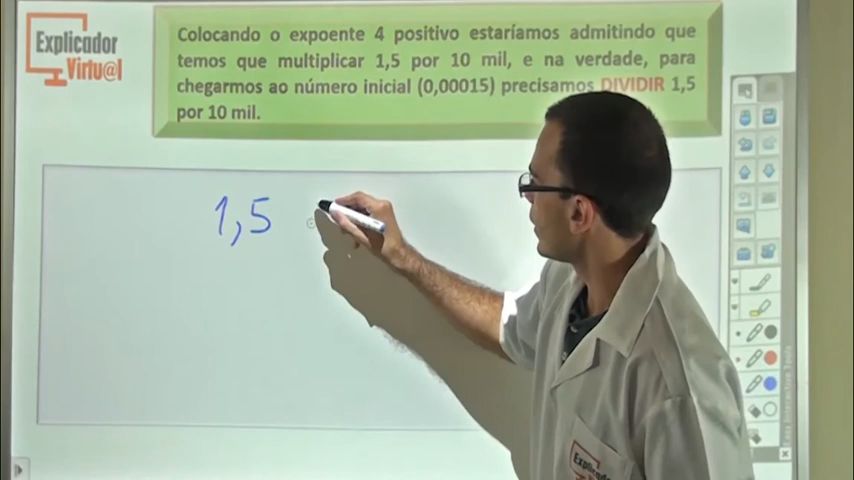 Explicador
Virtu@l
Colocando o expoente 4 positivo estaríamos admitindo que
temos que multiplicar 1,5 por 10 mil, e na verdade, para
chegarmos ao número inicial (0,00015) precisamos DIVIDIR 1,5
por 10 mil.
1,5